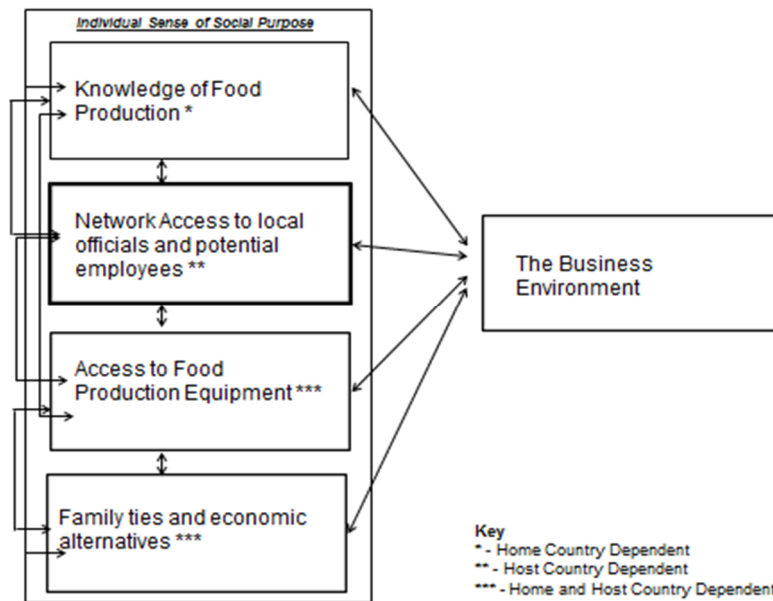 Individual Sense of Social Purpose
Knowledge of Food
Production *
Network Access to local
officials and potential
employees **
Access to Food
Production Equipment ***
Family ties and economic
alternatives ***
The Business
Environment
Key
* - Home Country Dependent
** - Host Country Dependent
*** - Home and Host Country Dependent